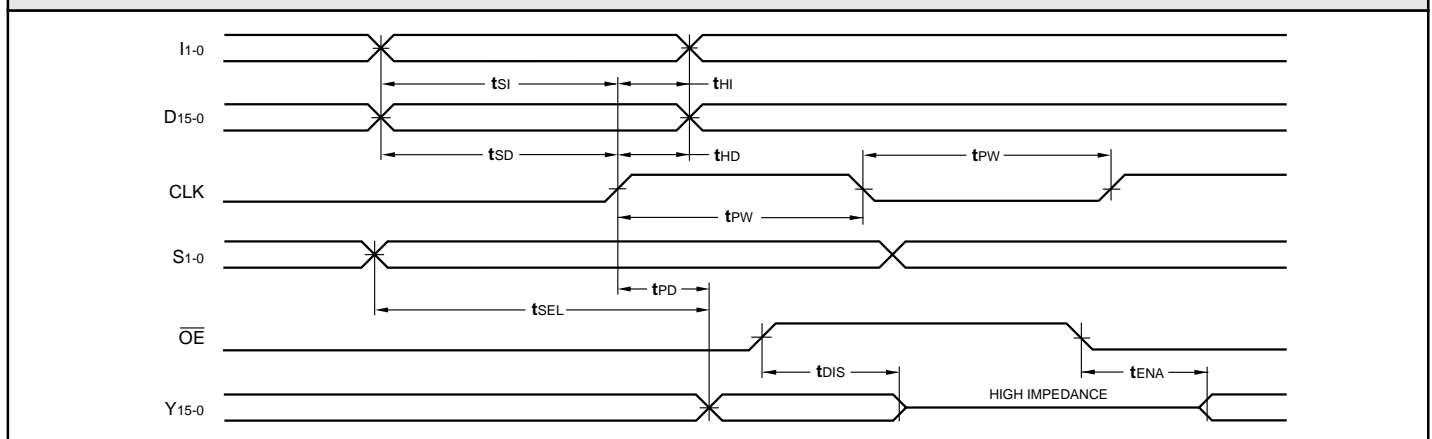 I1-0
tSI tHI
D15-0
tSD tHD tPW
CLK
tPW
S1-0
tPD
tSEL
OE
tDIS tENA
HIGH IMPEDANCE
Y15-0